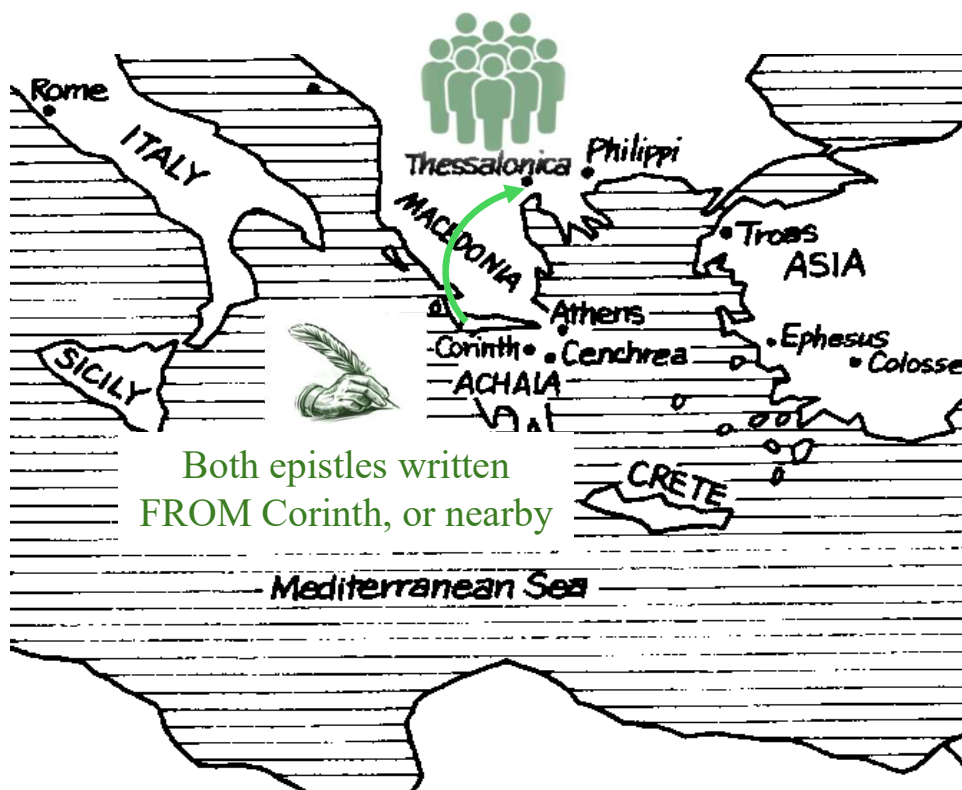 Rome
ITALY
Thessalonica
Philippi
MACEDONIA
Troas
ASIA
Athens
Corinth
Cenchrea
Ephesus
Colosse
SICILY
ACHAIA
Both epistles written
FROM Corinth, or nearby
CRETE
Mediterranean Sea